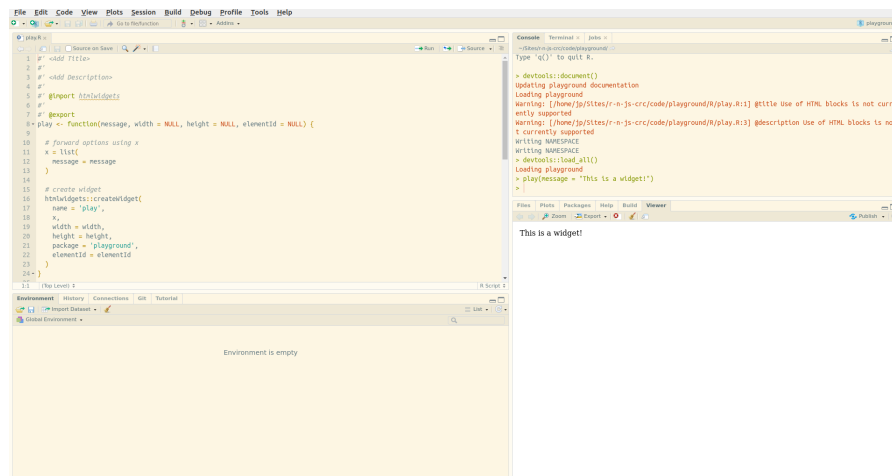 File Edit Code View Plots Session Build Debug Profile Tools Help
Go to file/function Addins
playground
play.R
Source on Save Run Source
1 #' <Add Title>
2 #'
3 #' <Add Description>
4 #'
5 #' @import htmlwidgets
6 #'
7 #' @export
8 play <- function(message, width = NULL, height = NULL, elementId = NULL) {
9
10 # forward options using x
11 x = list(
12 message = message
13 )
14
15 # create widget
16 htmlwidgets::createWidget(
17 name = 'play',
18 x,
19 width = width,
20 height = height,
21 package = 'playground',
22 elementId = elementId
23 )
24 }
1:1 (Top Level) R Script
Environment History Connections Git Tutorial
Import Dataset List
Global Environment
Environment is empty
Console Terminal Jobs
~/Sites/r-n-js-crc/code/playground/
Type 'q()' to quit R.
> devtools::document()
Updating playground documentation
Loading playground
Warning: [/home/jp/Sites/r-n-js-crc/code/playground/R/play.R:1] @title Use of HTML blocks is not curr
ently supported
Warning: [/home/jp/Sites/r-n-js-crc/code/playground/R/play.R:3] @description Use of HTML blocks is no
t currently supported
Writing NAMESPACE
Writing NAMESPACE
> devtools::load_all()
Loading playground
> play(message = "This is a widget!")
>
Files Plots Packages Help Build Viewer
Zoom Export Publish
This is a widget!